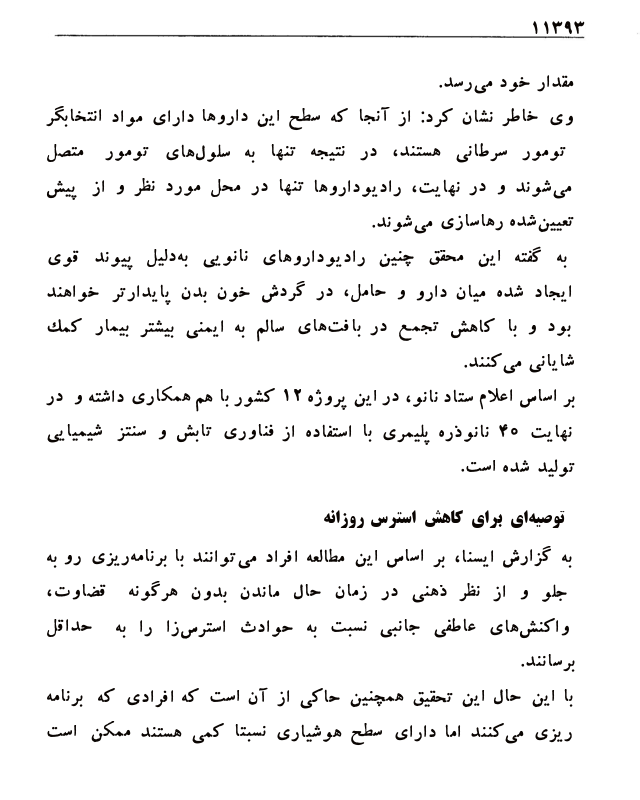 ۱۱۳۹۳
مقدار خود می‌رسد.
وی خاطر نشان کرد: از آنجا که سطح این داروها دارای مواد انتخابگر
تومور سرطانی هستند، در نتیجه تنها به سلول‌های تومور متصل
می‌شوند و در نهایت، رادیوداروها تنها در محل مورد نظر و از پیش
تعیین‌شده رهاسازی می‌شوند.
به گفته این محقق چنین رادیوداروهای نانویی به‌دلیل پیوند قوی
ایجاد شده میان دارو و حامل، در گردش خون بدن پایدارتر خواهند
بود و با کاهش تجمع در بافت‌های سالم به ایمنی بیشتر بیمار کمك
شایانی می‌کنند.
بر اساس اعلام ستاد نانو، در این پروژه ۱۲ کشور با هم همکاری داشته و در
نهایت ۴۰ نانوذره پلیمری با استفاده از فناوری تابش و سنتز شیمیایی
تولید شده است.
توصیه‌ای برای کاهش استرس روزانه
به گزارش ایسنا، بر اساس این مطالعه افراد می‌توانند با برنامه‌ریزی رو به
جلو و از نظر ذهنی در زمان حال ماندن بدون هرگونه قضاوت،
واکنش‌های عاطفی جانبی نسبت به حوادث استرس‌زا را به حداقل
برسانند.
با این حال این تحقیق همچنین حاکی از آن است که افرادی که برنامه
ریزی می‌کنند اما دارای سطح هوشیاری نسبتا کمی هستند ممکن است